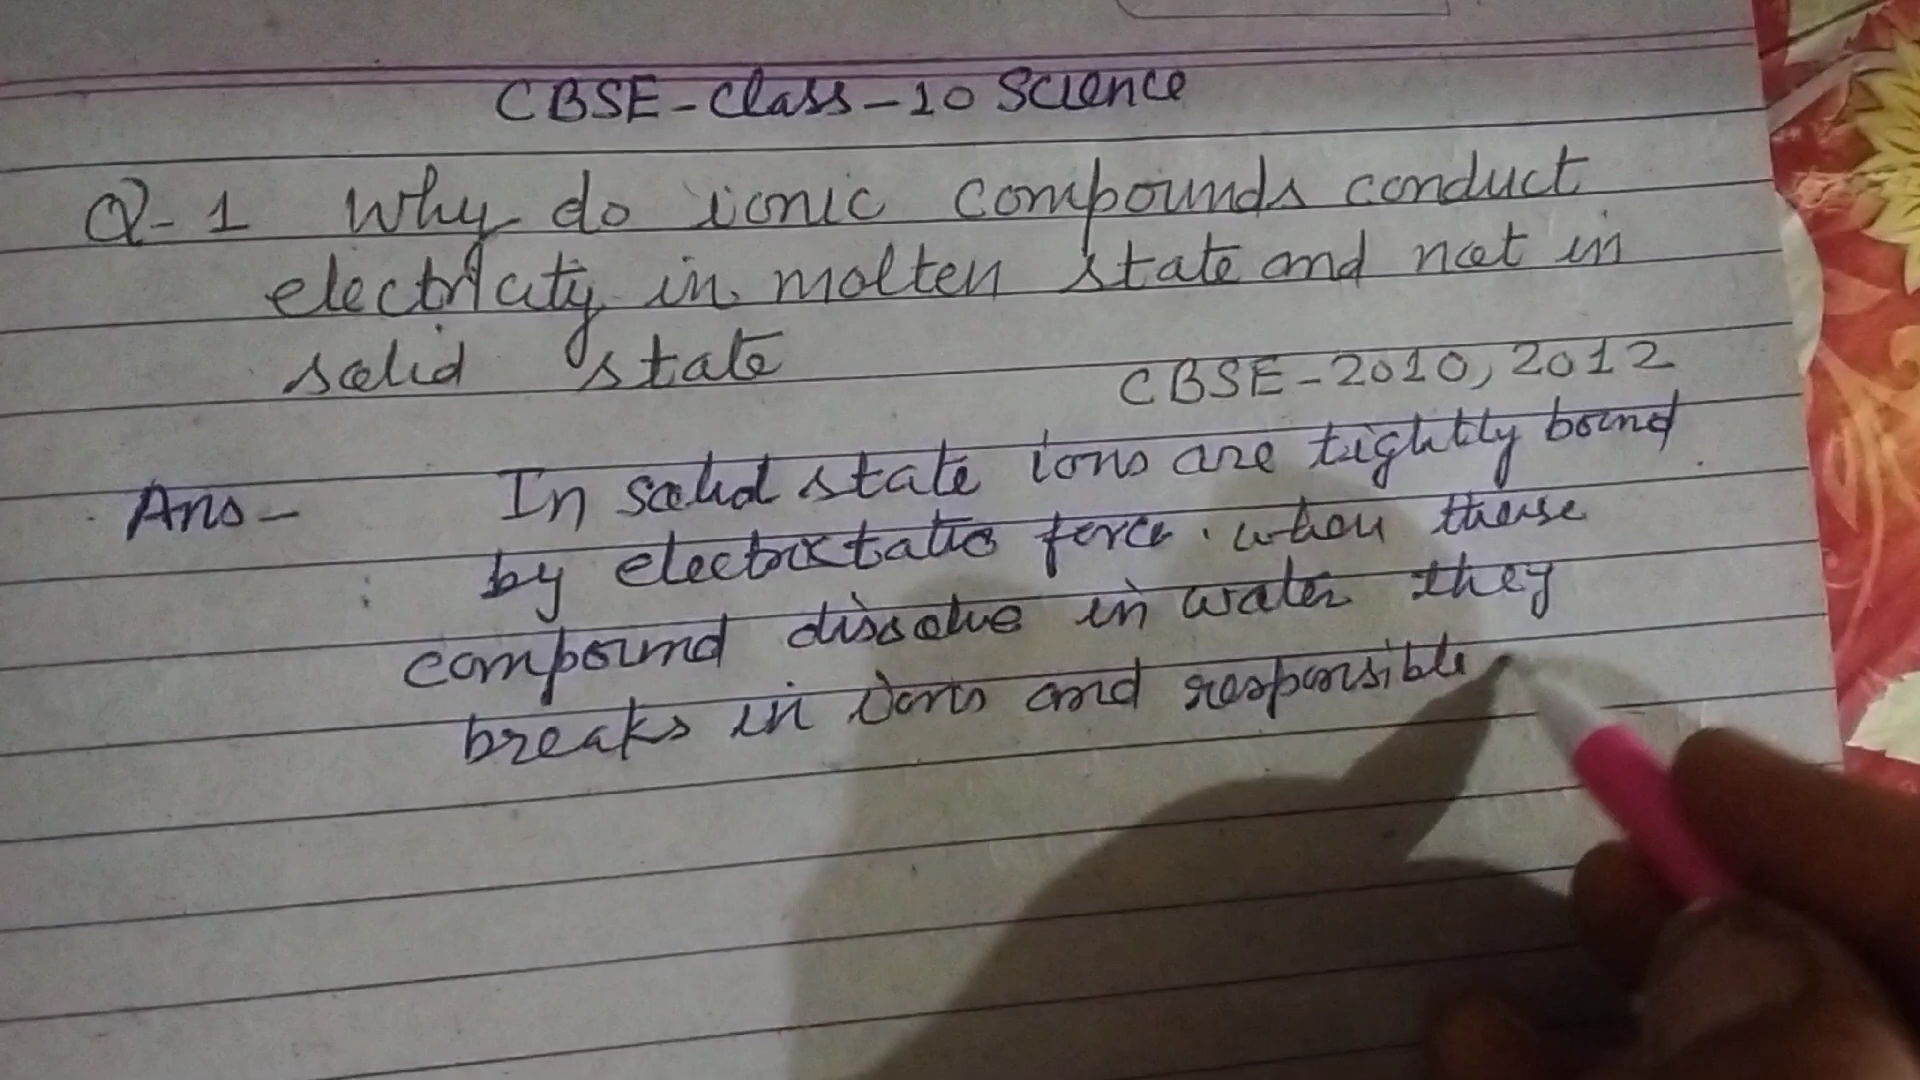 CBSE-Class-10 Science
Q-1 Why do ionic compounds conduct
electricity in molten state and not in
solid state
CBSE-2010, 2012
Ans- In solid state ions are tightly bound
by electrostatic force. when these
compound dissolve in water they
breaks in ions and responsible